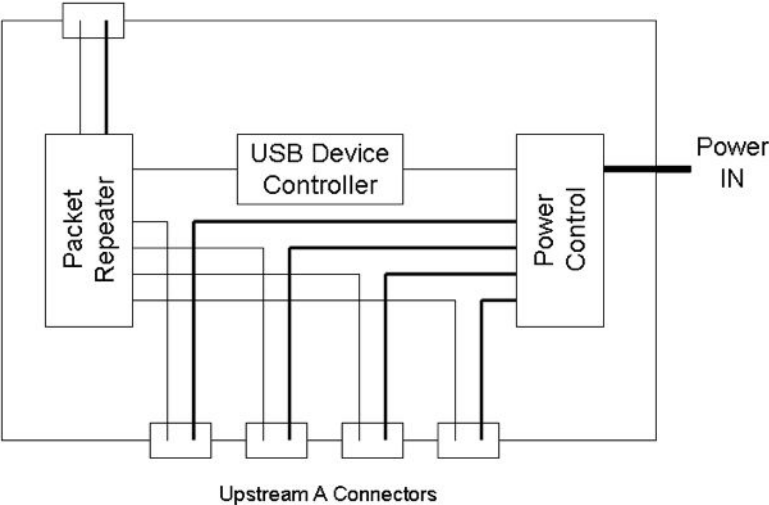 USB Device
Controller
Packet
Repeater
Power
Control
Power
IN
Upstream A Connectors